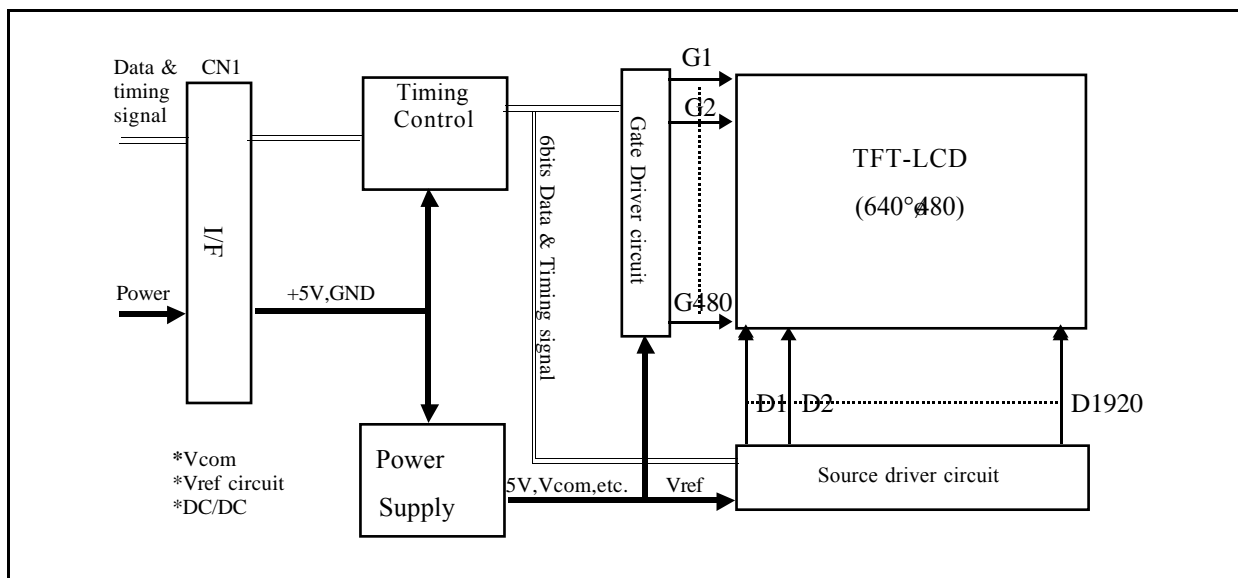 Data &
timing
signal
CN1
I/F
Power
+5V,GND
Timing
Control
6bits Data & Timing signal
Gate Driver circuit
G1
G2
G480
TFT-LCD
(640°ø480)
D1
D2
D1920
*Vcom
*Vref circuit
*DC/DC
Power
Supply
5V,Vcom,etc.
Vref
Source driver circuit